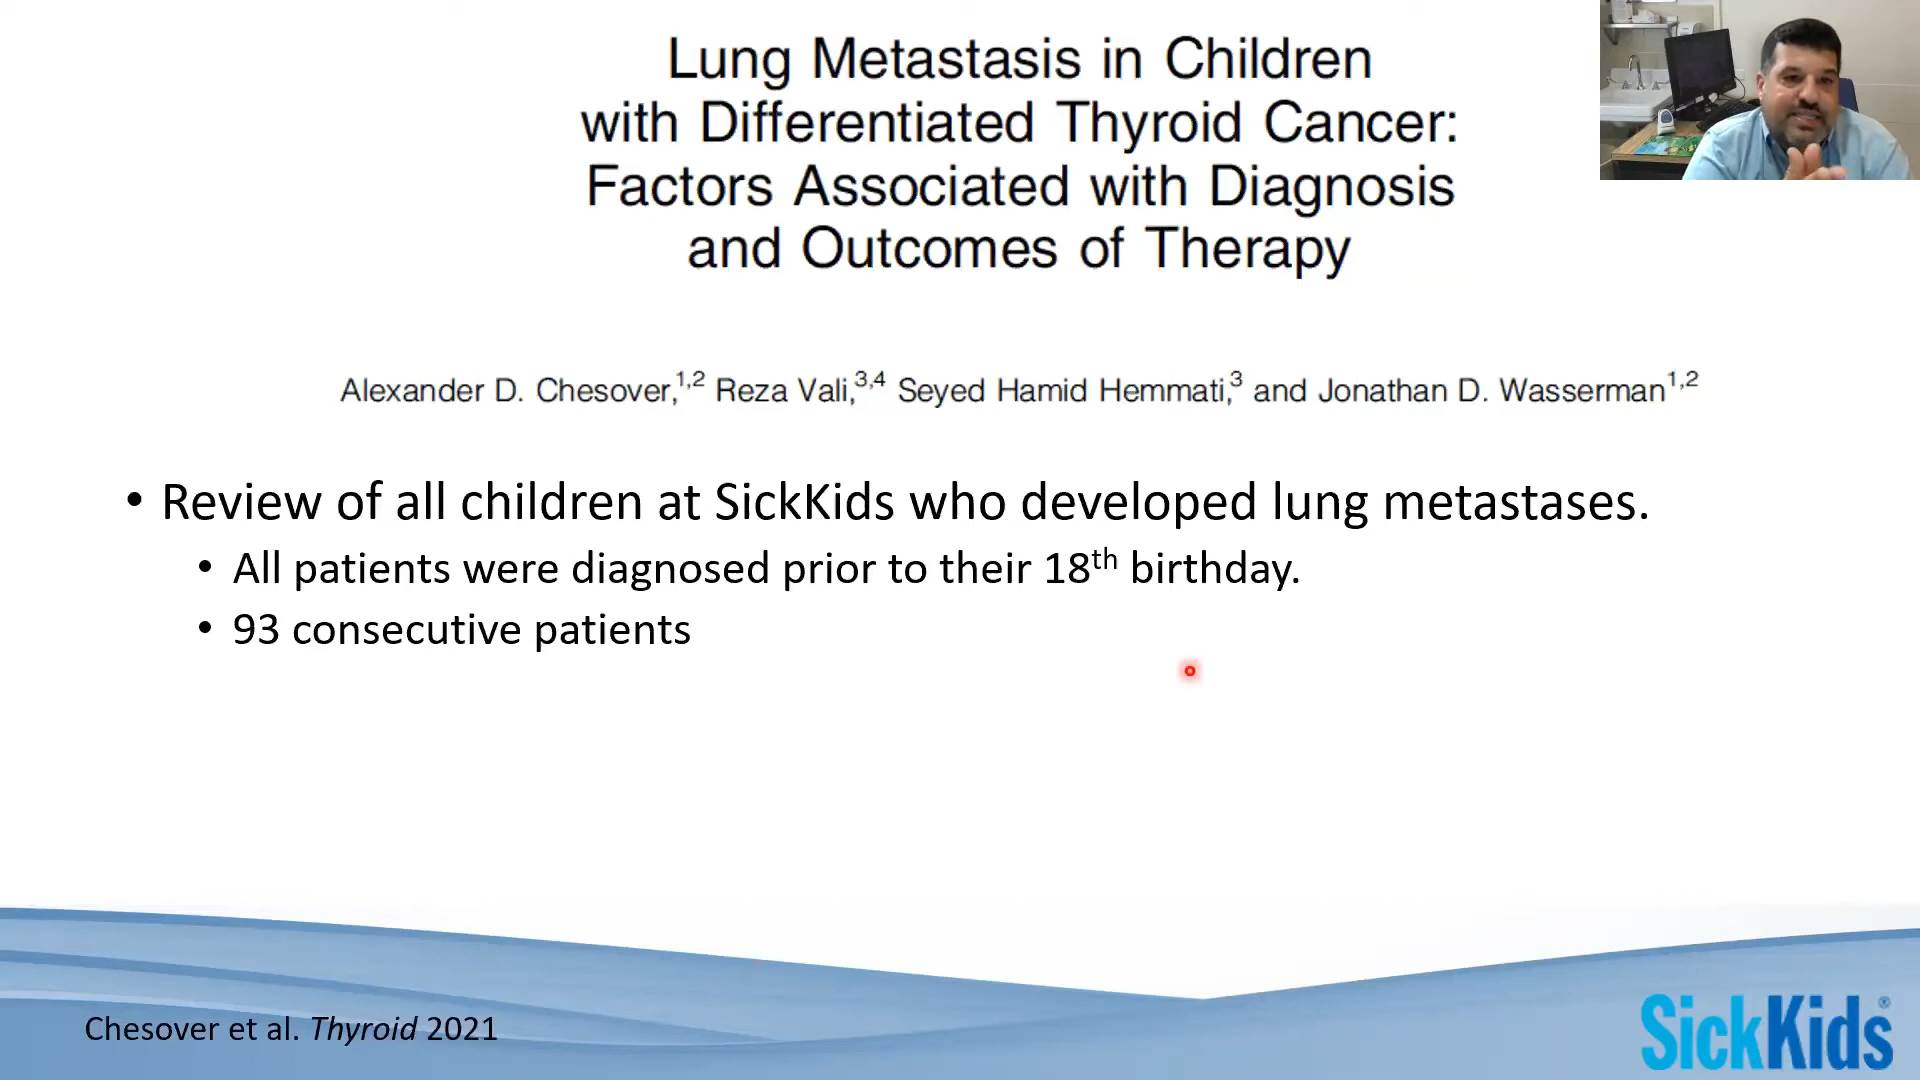 Lung Metastasis in Children
with Differentiated Thyroid Cancer:
Factors Associated with Diagnosis
and Outcomes of Therapy
Alexander D. Chesover,1,2 Reza Vali,3,4 Seyed Hamid Hemmati,3 and Jonathan D. Wasserman1,2
• Review of all children at SickKids who developed lung metastases.
• All patients were diagnosed prior to their 18th birthday.
• 93 consecutive patients
Chesover et al. Thyroid 2021
SickKids®